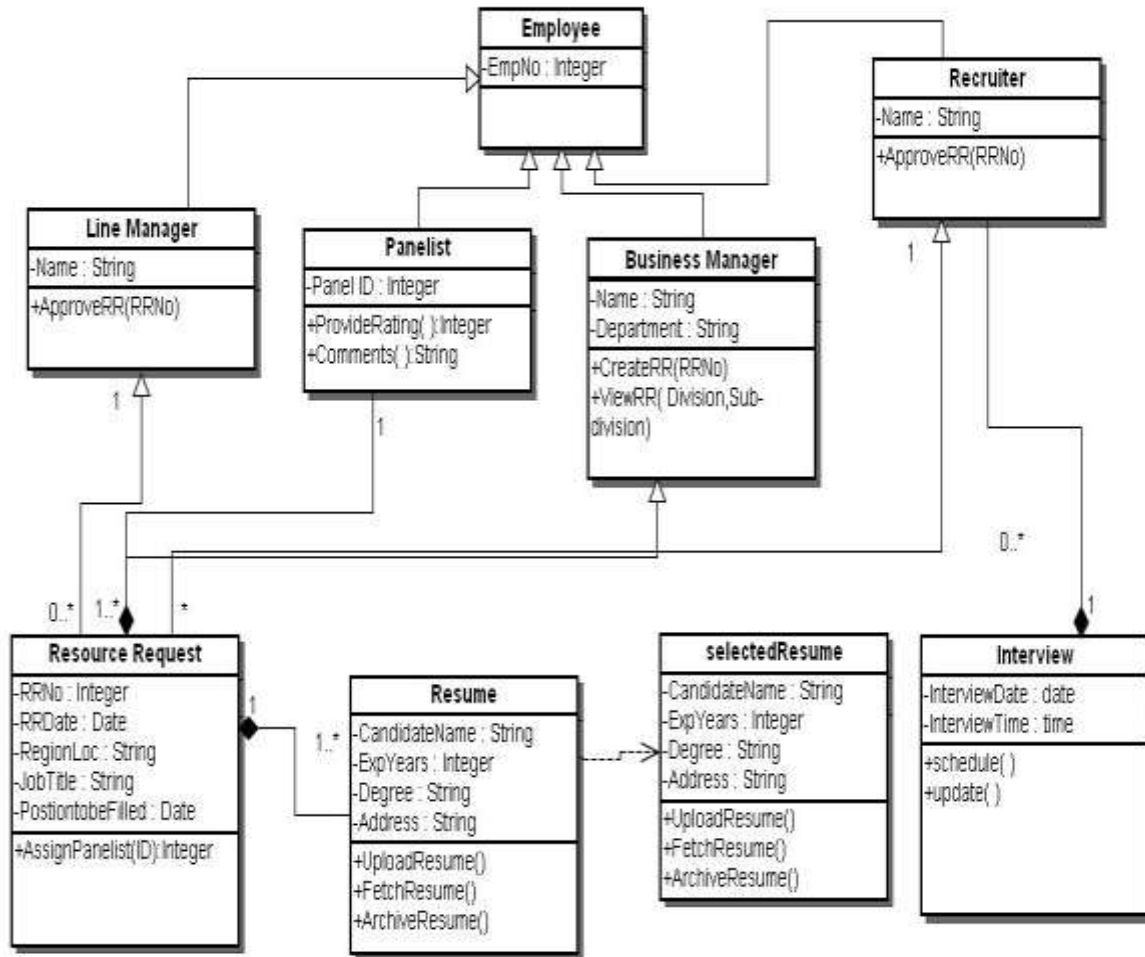 Employee
-EmpNo : Integer
Recruiter
-Name : String
+ApproveRR(RRNo)
1
Line Manager
-Name : String
+ApproveRR(RRNo)
1
Panelist
-Panel ID : Integer
+ProvideRating( ):Integer
+Comments( ):String
1
Business Manager
-Name : String
-Department : String
+CreateRR(RRNo)
+ViewRR( Division,Sub-
division)
0..*
1..*
*
0..*
1
Resource Request
-RRNo : Integer
-RRDate : Date
-RegionLoc : String
-JobTitle : String
-PostiontobeFilled : Date
+AssignPanelist(ID):Integer
1
1..*
Resume
-CandidateName : String
-ExpYears : Integer
-Degree : String
-Address : String
+UploadResume()
+FetchResume()
+ArchiveResume()
selectedResume
-CandidateName : String
-ExpYears : Integer
-Degree : String
-Address : String
+UploadResume()
+FetchResume()
+ArchiveResume()
Interview
-InterviewDate : date
-InterviewTime : time
+schedule( )
+update( )